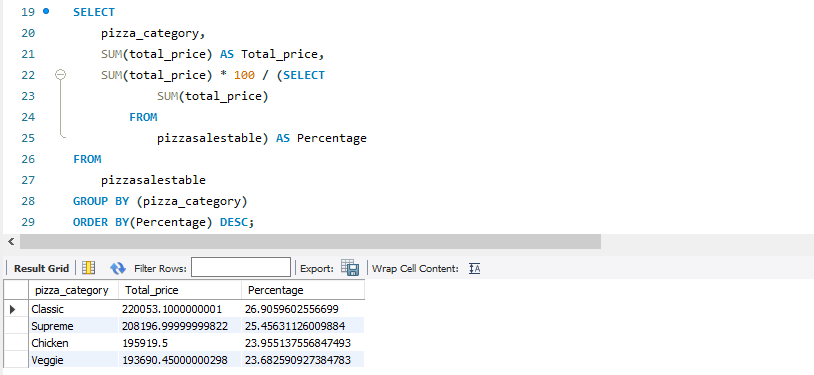 19 SELECT
20 pizza_category,
21 SUM(total_price) AS Total_price,
22 SUM(total_price) * 100 / (SELECT
23 SUM(total_price)
24 FROM
25 pizzasalestable) AS Percentage
26 FROM
27 pizzasalestable
28 GROUP BY (pizza_category)
29 ORDER BY(Percentage) DESC;
Result Grid Filter Rows: Export: Wrap Cell Content:
pizza_category Total_price Percentage
Classic 220053.1000000001 26.9059602556699
Supreme 208196.99999999822 25.45631126009884
Chicken 195919.5 23.955137556847493
Veggie 193690.45000000298 23.682590927384783